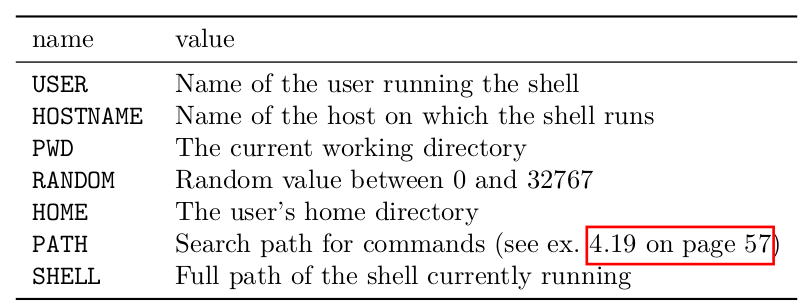 name value
USER Name of the user running the shell
HOSTNAME Name of the host on which the shell runs
PWD The current working directory
RANDOM Random value between 0 and 32767
HOME The user's home directory
PATH Search path for commands (see ex. 4.19 on page 57)
SHELL Full path of the shell currently running